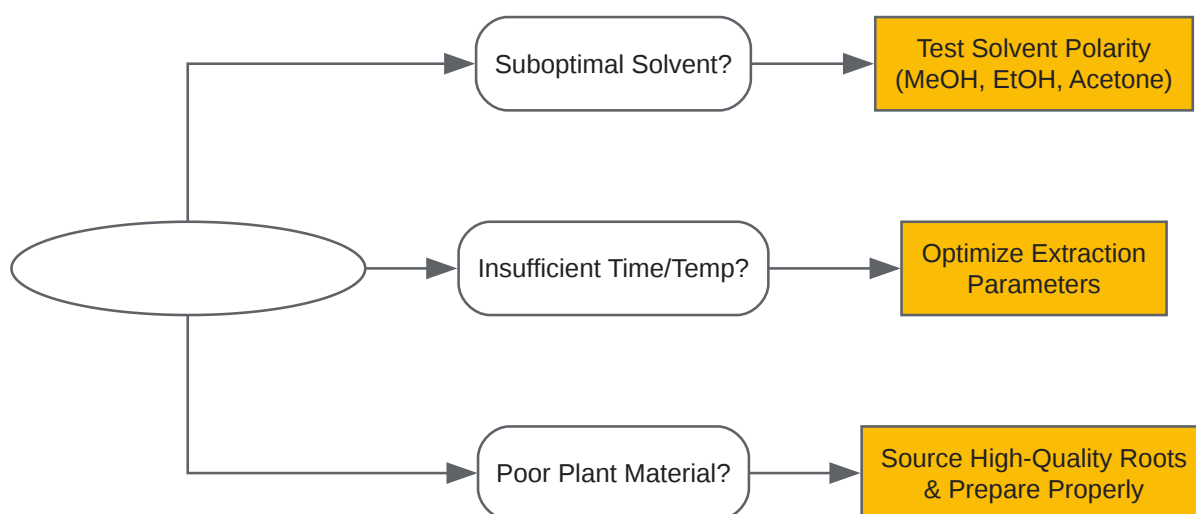 Suboptimal Solvent?
Test Solvent Polarity
(MeOH, EtOH, Acetone)
Insufficient Time/Temp?
Optimize Extraction
Parameters
Poor Plant Material?
Source High-Quality Roots
& Prepare Properly